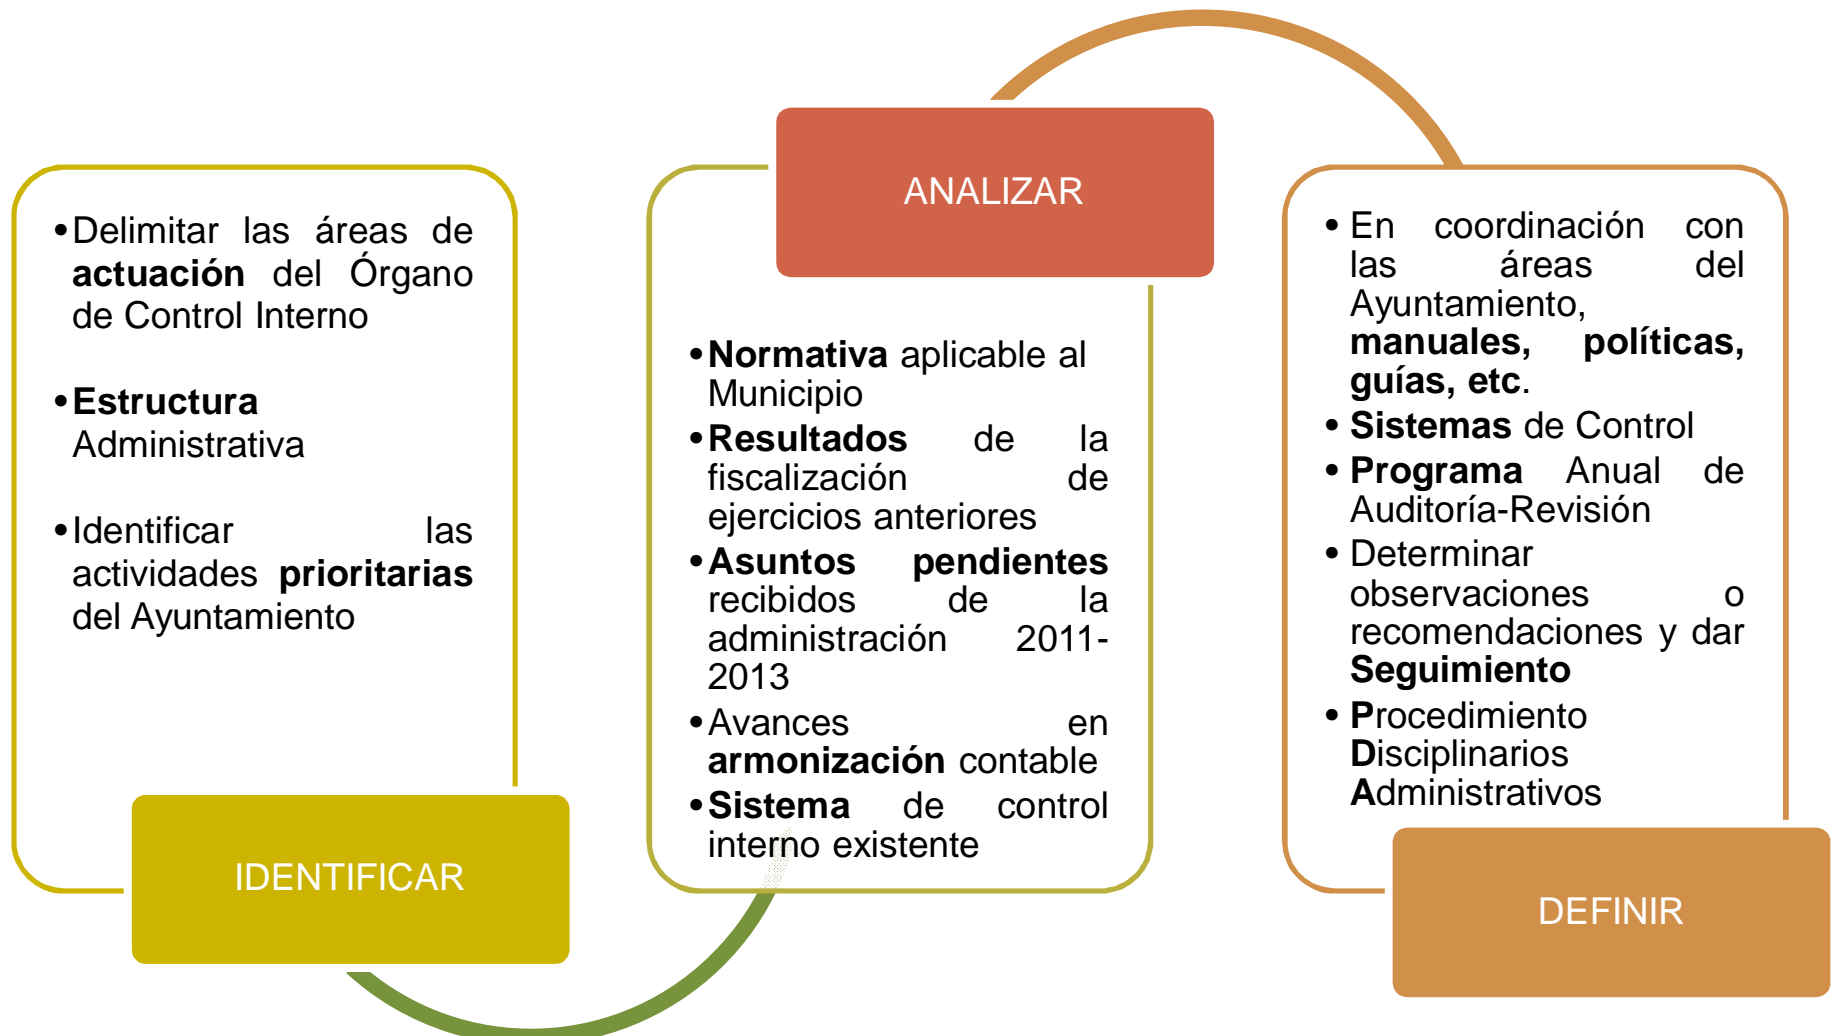 •Delimitar las áreas de
actuación del Órgano
de Control Interno
•Estructura
Administrativa
•Identificar las
actividades prioritarias
del Ayuntamiento
IDENTIFICAR
ANALIZAR
•Normativa aplicable al
Municipio
•Resultados de la
fiscalización de
ejercicios anteriores
•Asuntos pendientes
recibidos de la
administración 2011-
2013
•Avances en
armonización contable
•Sistema de control
interno existente
• En coordinación con
las áreas del
Ayuntamiento,
manuales, políticas,
guías, etc.
• Sistemas de Control
• Programa Anual de
Auditoría-Revisión
• Determinar
observaciones o
recomendaciones y dar
Seguimiento
• Procedimiento
Disciplinarios
Administrativos
DEFINIR